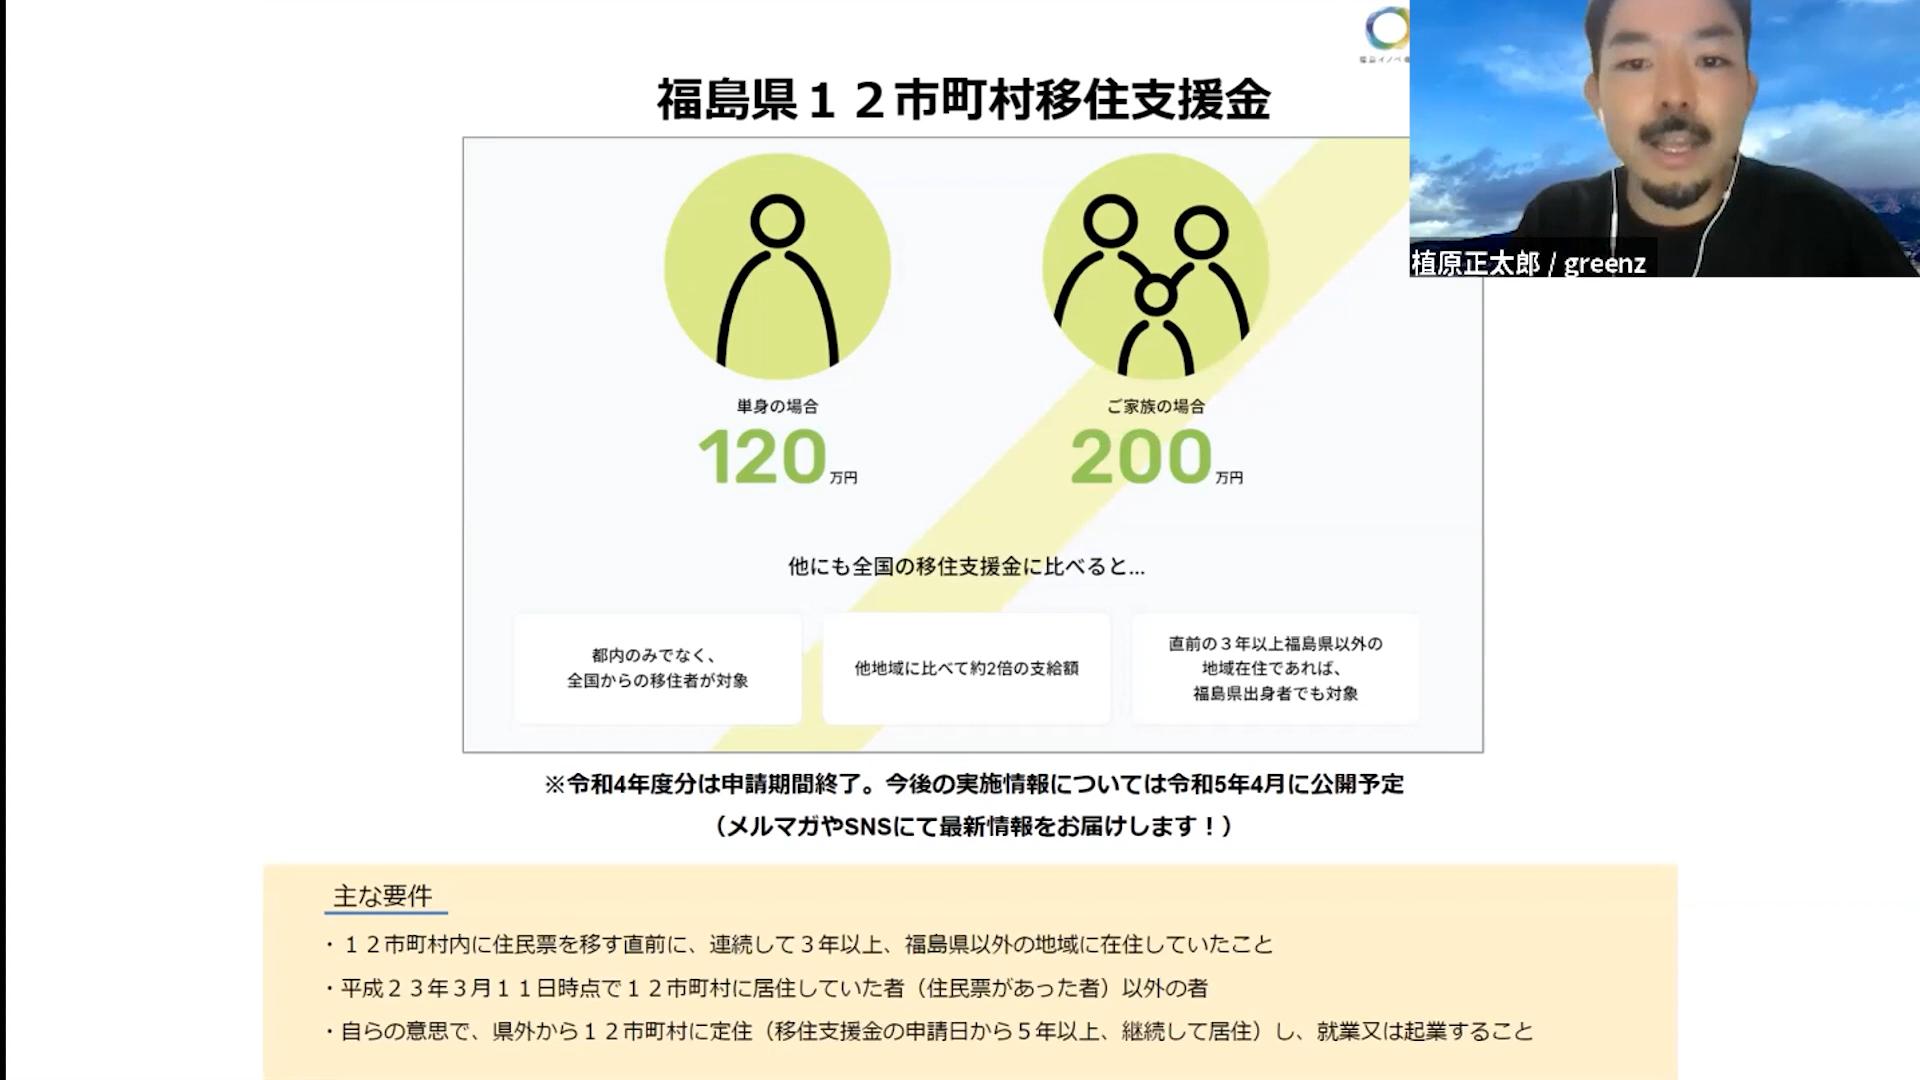 福島県１２市町村移住支援金
植原正太郎 / greenz
単身の場合
120万円
ご家族の場合
200万円
他にも全国の移住支援金に比べると...
都内のみでなく、
全国からの移住者が対象
他地域に比べて約2倍の支給額
直前の３年以上福島県以外の
地域在住であれば、
福島県出身者でも対象
※令和4年度分は申請期間終了。今後の実施情報については令和5年4月に公開予定
（メルマガやSNSにて最新情報をお届けします！）
主な要件
・１２市町村内に住民票を移す直前に、連続して３年以上、福島県以外の地域に在住していたこと
・平成２３年３月１１日時点で１２市町村に居住していた者（住民票があった者）以外の者
・自らの意思で、県外から１２市町村に定住（移住支援金の申請日から５年以上、継続して居住）し、就業又は起業すること